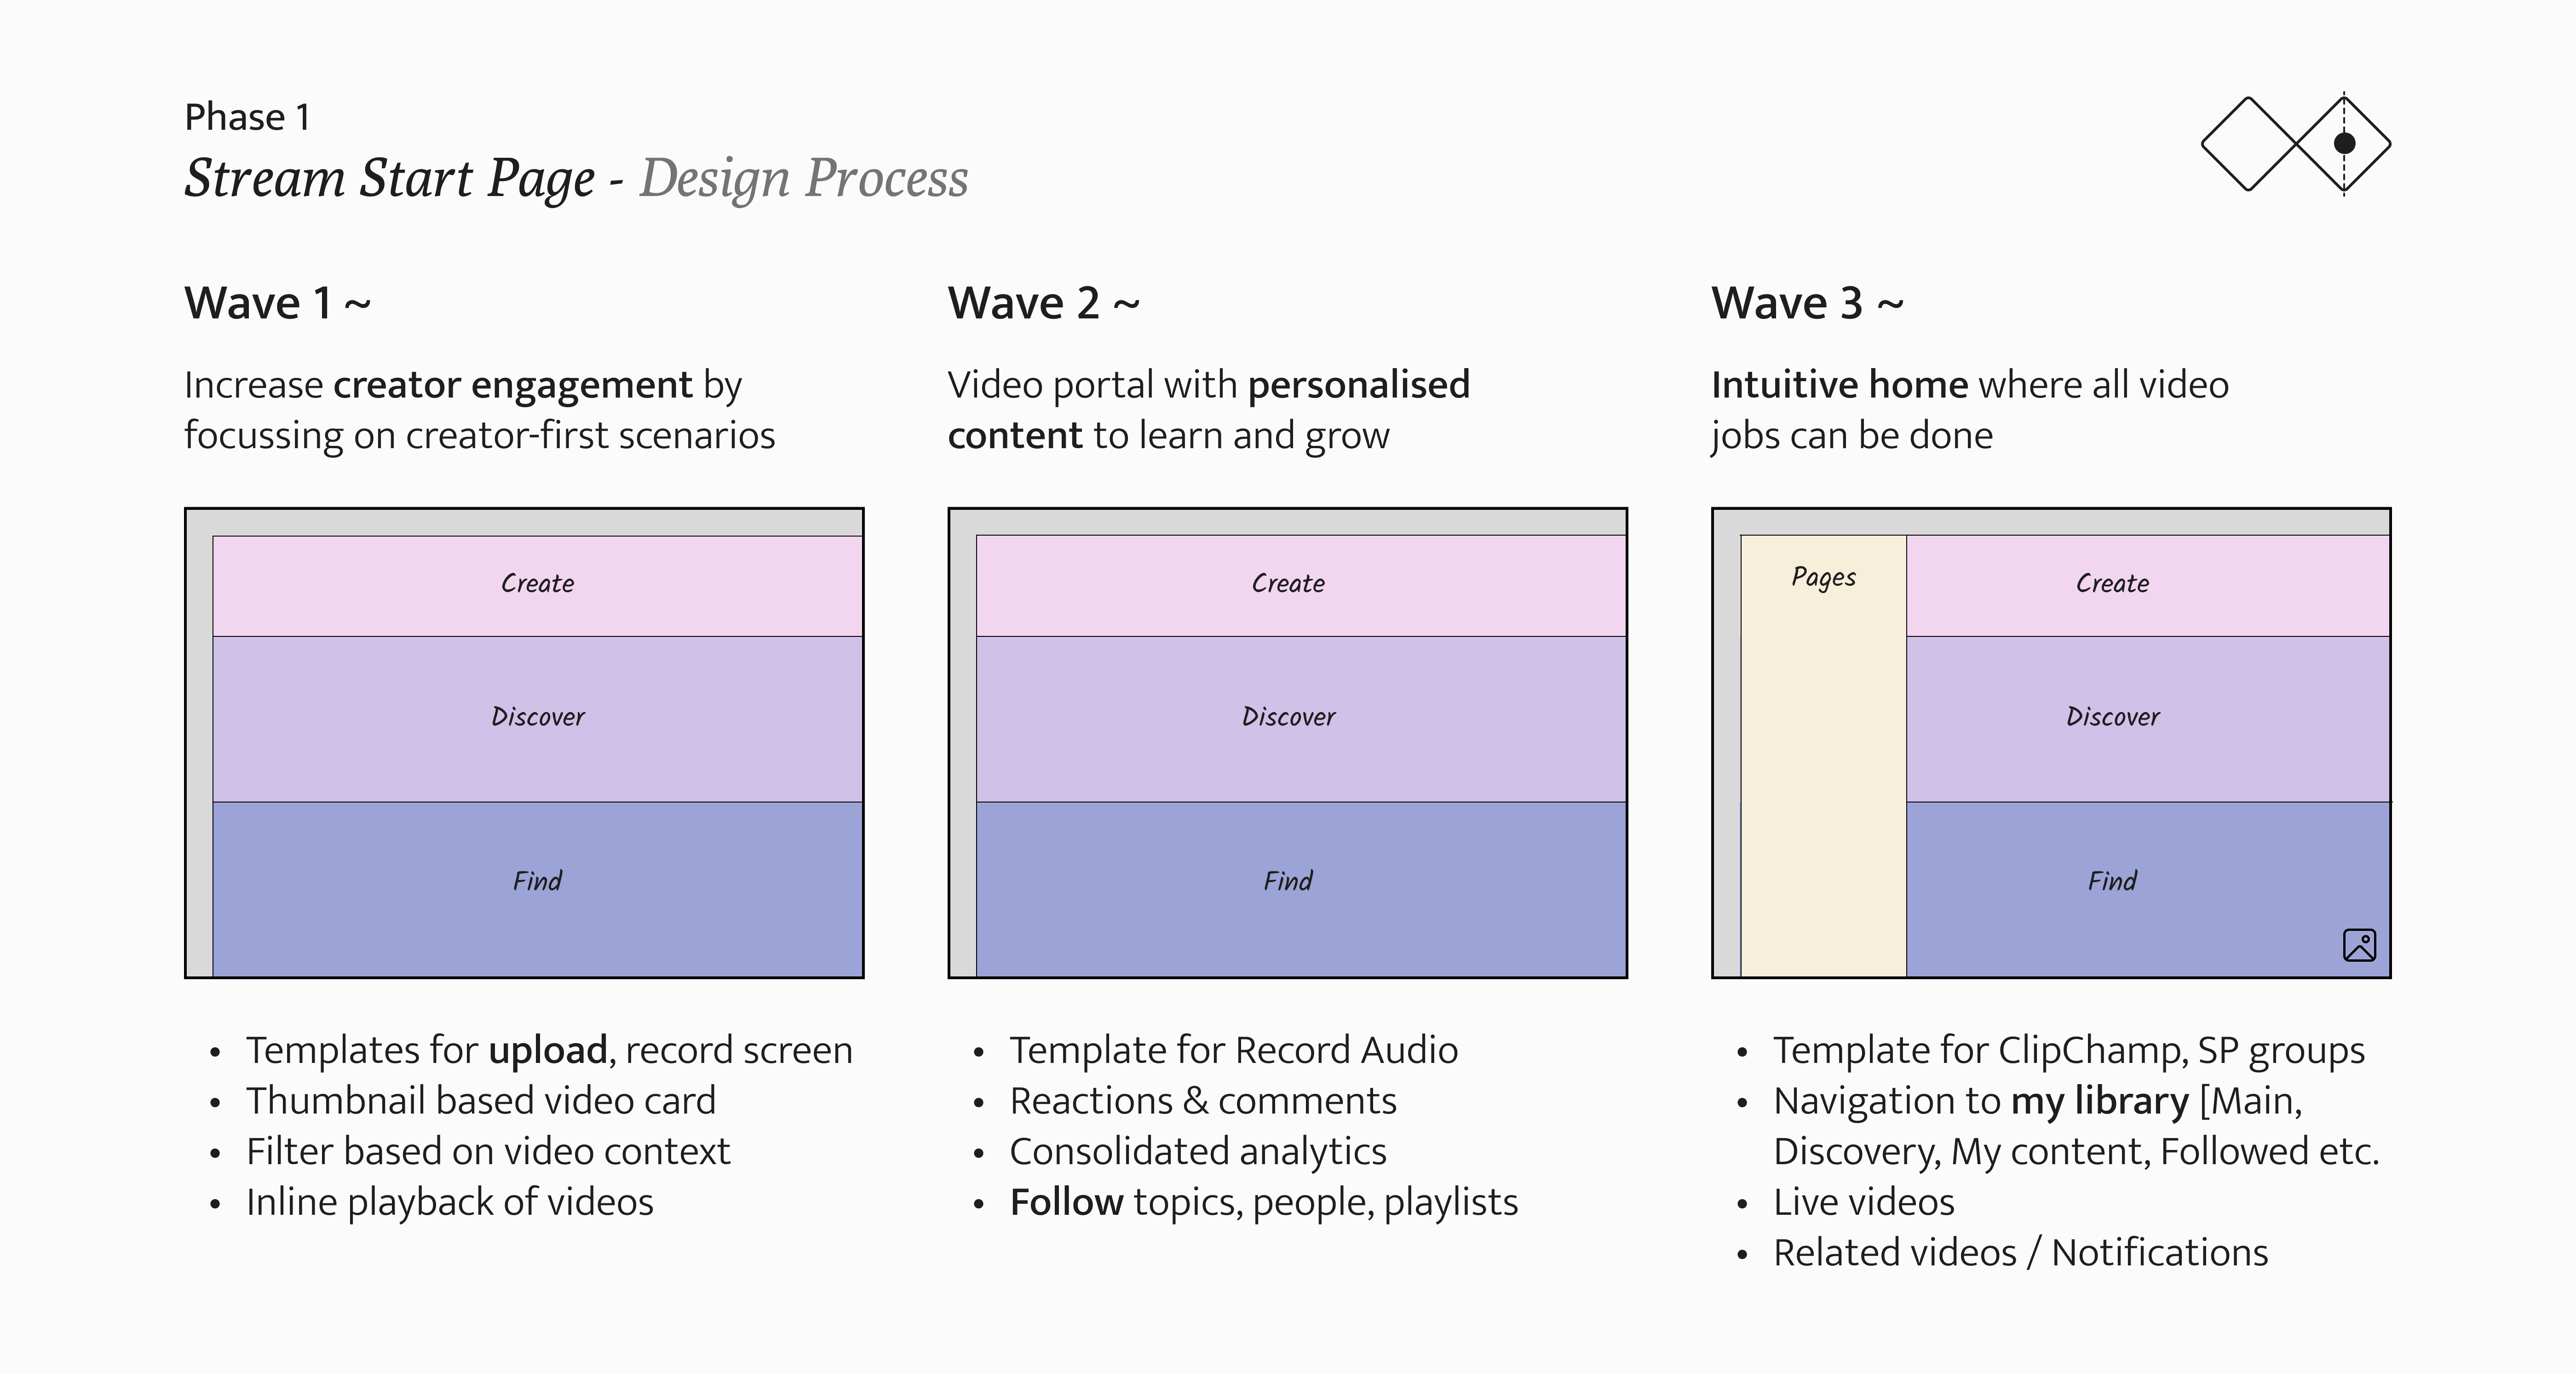 Phase 1
Stream Start Page - Design Process
Wave 1 ~
Increase creator engagement by
focussing on creator-first scenarios
Create
Discover
Find
• Templates for upload, record screen
• Thumbnail based video card
• Filter based on video context
• Inline playback of videos
Wave 2 ~
Video portal with personalised
content to learn and grow
Create
Discover
Find
• Template for Record Audio
• Reactions & comments
• Consolidated analytics
• Follow topics, people, playlists
Wave 3 ~
Intuitive home where all video
jobs can be done
Pages
Create
Discover
Find
• Template for ClipChamp, SP groups
• Navigation to my library [Main,
Discovery, My content, Followed etc.
• Live videos
• Related videos / Notifications